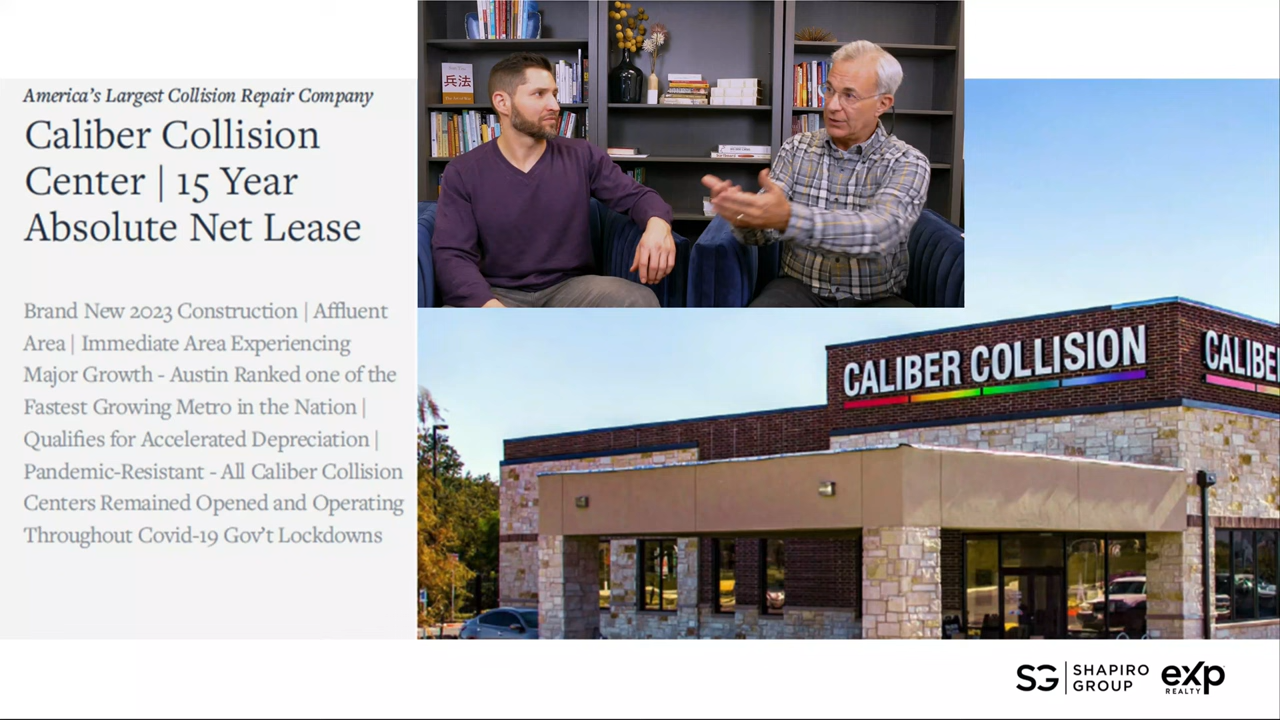 America's Largest Collision Repair Company
Caliber Collision
Center | 15 Year
Absolute Net Lease
Brand New 2023 Construction | Affluent
Area | Immediate Area Experiencing
Major Growth - Austin Ranked one of the
Fastest Growing Metro in the Nation |
Qualifies for Accelerated Depreciation |
Pandemic-Resistant - All Caliber Collision
Centers Remained Opened and Operating
Throughout Covid-19 Gov't Lockdowns
兵法
CALIBER COLLISION
CALIBE
SG SHAPIRO
GROUP
eXp
REALTY